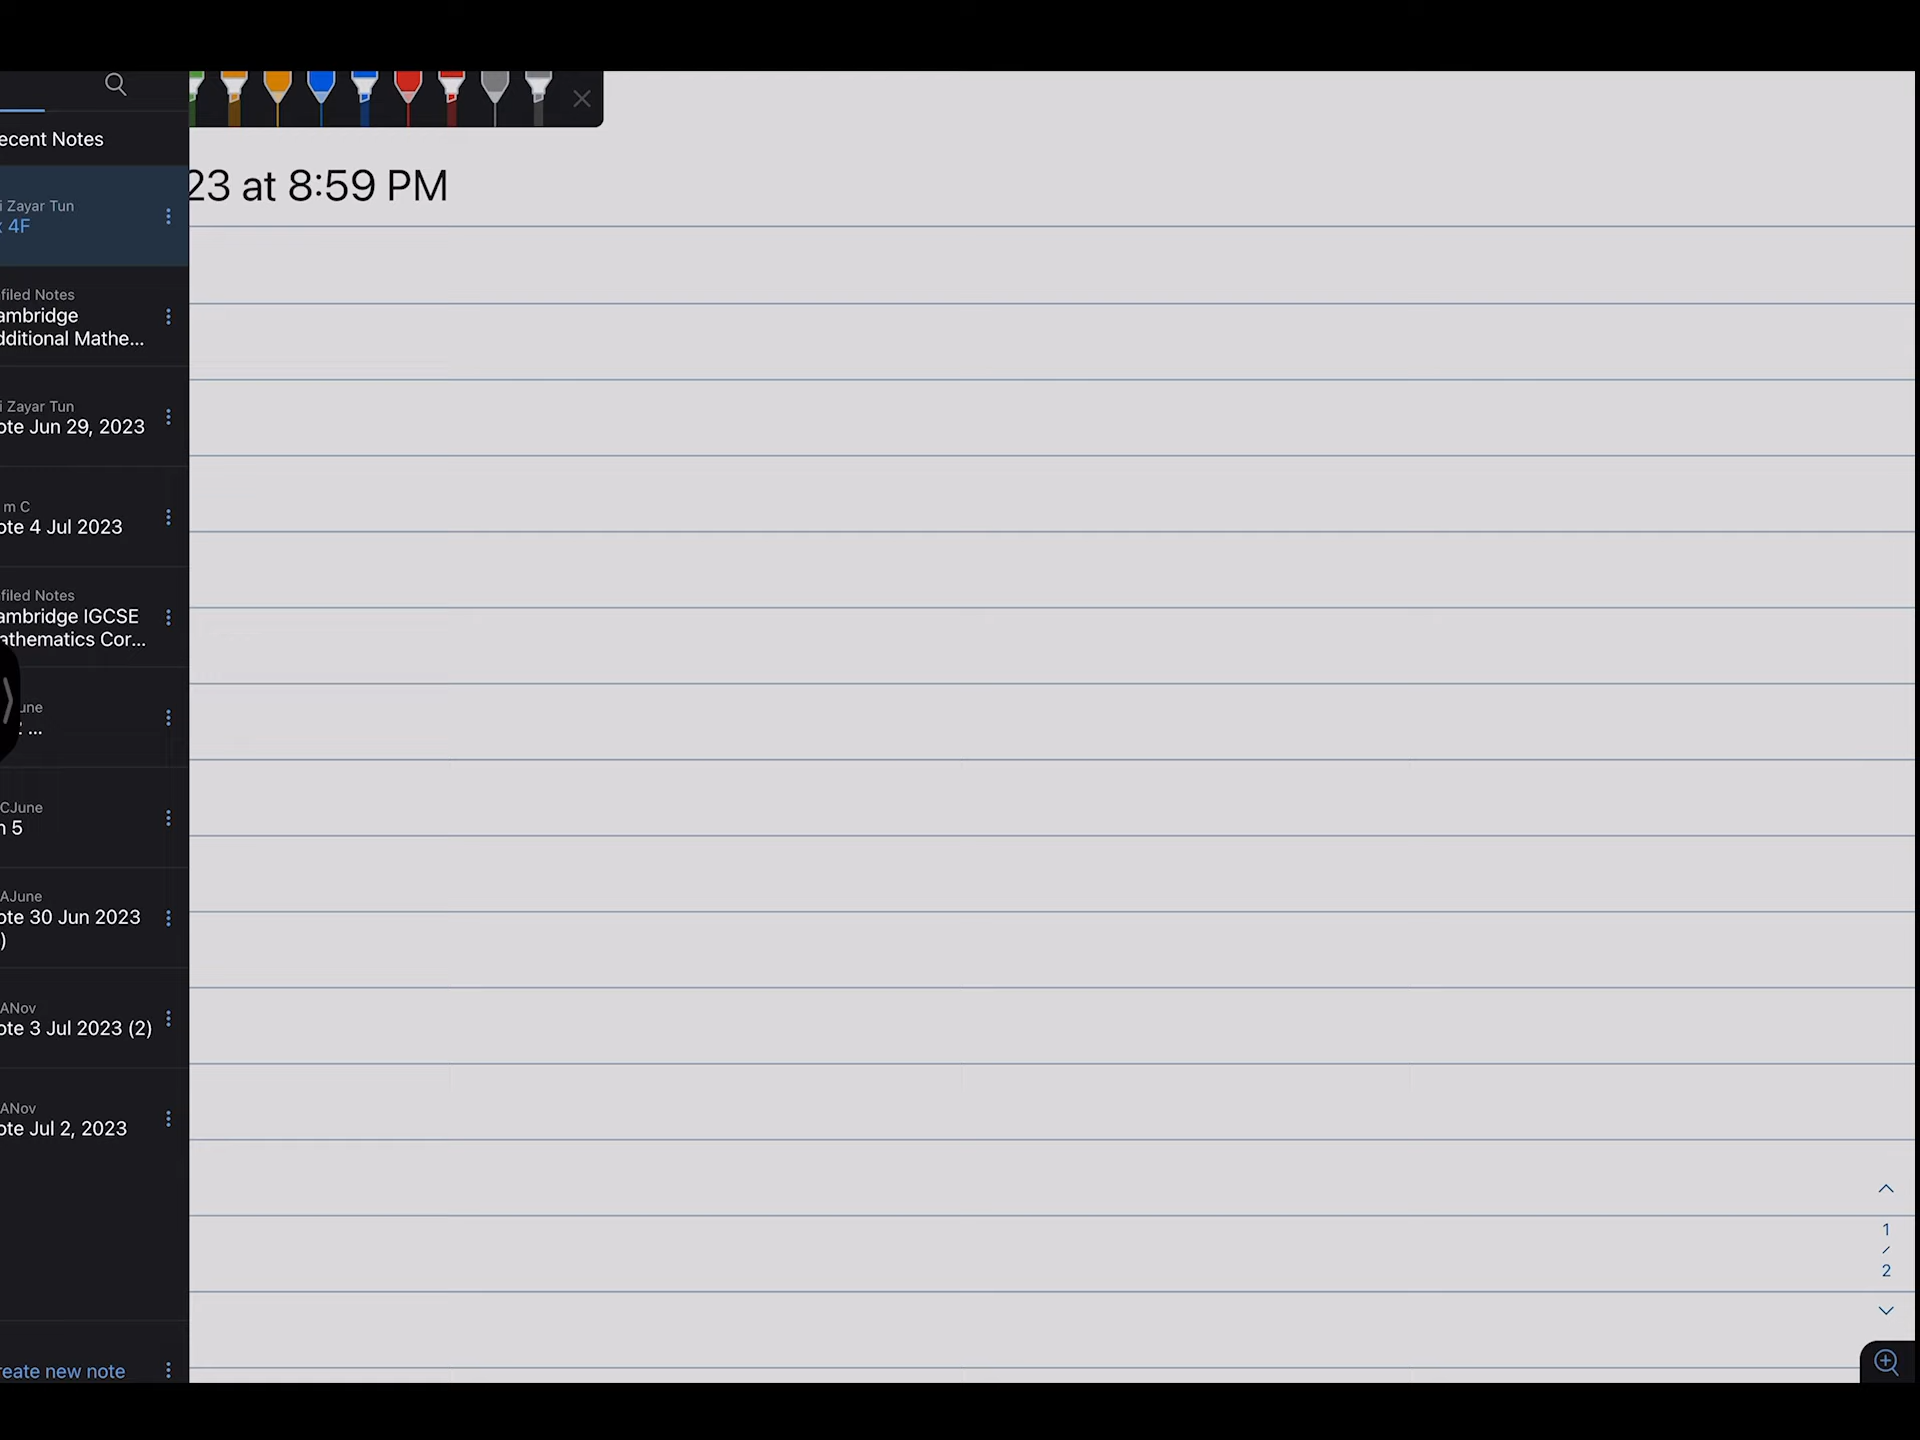 ecent Notes
23 at 8:59 PM
i Zayar Tun
4F
filed Notes
ambridge
dditional Mathe...
i Zayar Tun
ote Jun 29, 2023
m C
ote 4 Jul 2023
filed Notes
ambridge IGCSE
athematics Cor...
une
...
CJune
n 5
AJune
ote 30 Jun 2023
)
ANov
ote 3 Jul 2023 (2)
ANov
ote Jul 2, 2023
1
/
2
reate new note